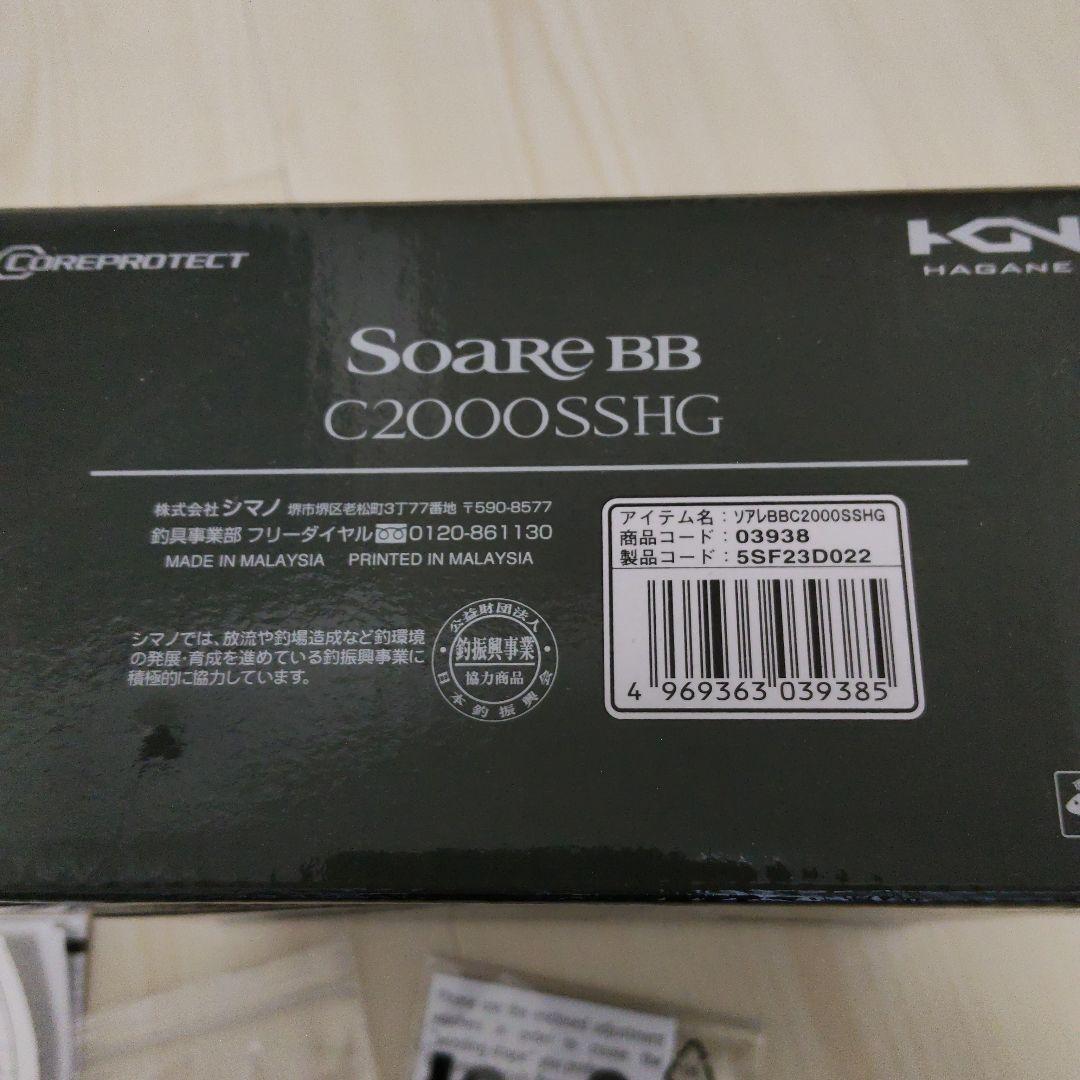 COREPROTECT
HGN
HAGANE
SOARE BB
C2000SSHG
株式会社シマノ 堺市堺区老松町3丁77番地 〒590-8577
釣具事業部 フリーダイヤル 0120-861130
MADE IN MALAYSIA PRINTED IN MALAYSIA
アイテム名:ソアレBBC2000SSHG
商品コード:03938
製品コード:5SF23D022
4 969363 039385
シマノでは、放流や釣場造成など釣環境
の発展・育成を進めている釣振興事業に
積極的に協力しています。
公益財団法人
釣振興事業
協力商品
日本釣振興会